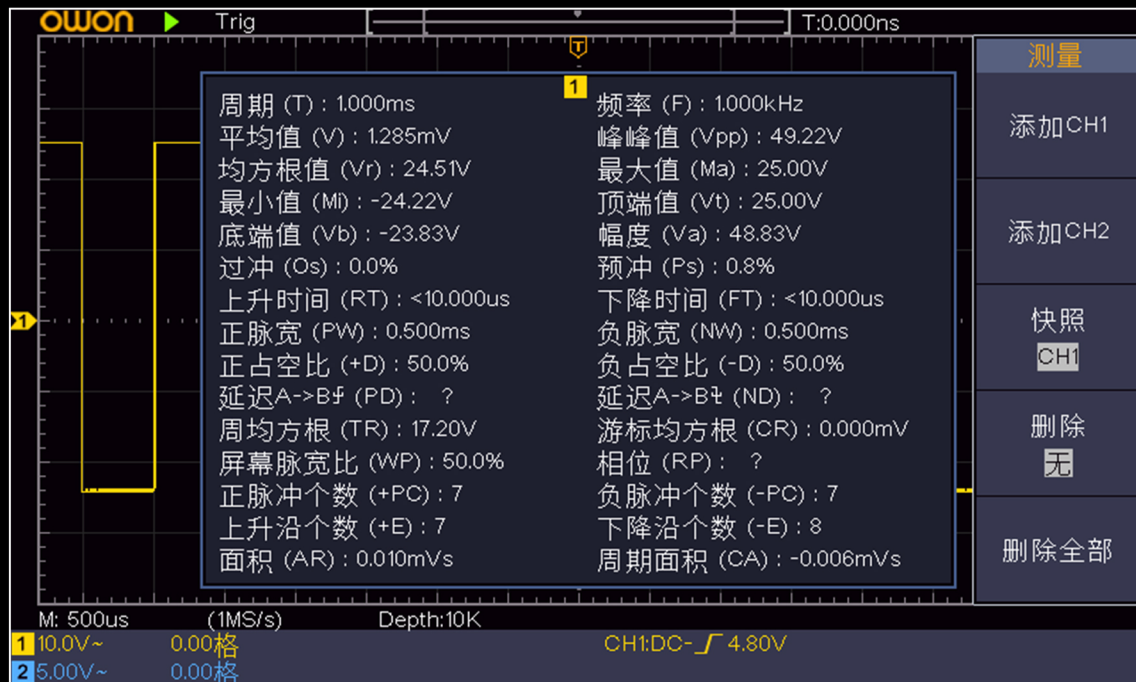 owon Trig T:0.000ns
T
1
周期 (T) : 1.000ms 频率 (F) : 1.000kHz
平均值 (V) : 1.285mV 峰峰值 (Vpp) : 49.22V
均方根值 (Vr) : 24.51V 最大值 (Ma) : 25.00V
最小值 (Mi) : -24.22V 顶端值 (Vt) : 25.00V
底端值 (Vb) : -23.83V 幅度 (Va) : 48.83V
过冲 (Os) : 0.0% 预冲 (Ps) : 0.8%
上升时间 (RT) : <10.000us 下降时间 (FT) : <10.000us
正脉宽 (PW) : 0.500ms 负脉宽 (NW) : 0.500ms
正占空比 (+D) : 50.0% 负占空比 (-D) : 50.0%
延迟A->B (PD) : ? 延迟A->B (ND) : ?
周均方根 (TR) : 17.20V 游标均方根 (CR) : 0.000mV
屏幕脉宽比 (WP) : 50.0% 相位 (RP) : ?
正脉冲个数 (+PC) : 7 负脉冲个数 (-PC) : 7
上升沿个数 (+E) : 7 下降沿个数 (-E) : 8
面积 (AR) : 0.010mVs 周期面积 (CA) : -0.006mVs
1
测量
添加CH1
添加CH2
快照
CH1
删除
无
删除全部
M: 500us (1MS/s) Depth:10K
1 10.0V~ 0.00格 CH1:DC- 4.80V
2 5.00V~ 0.00格